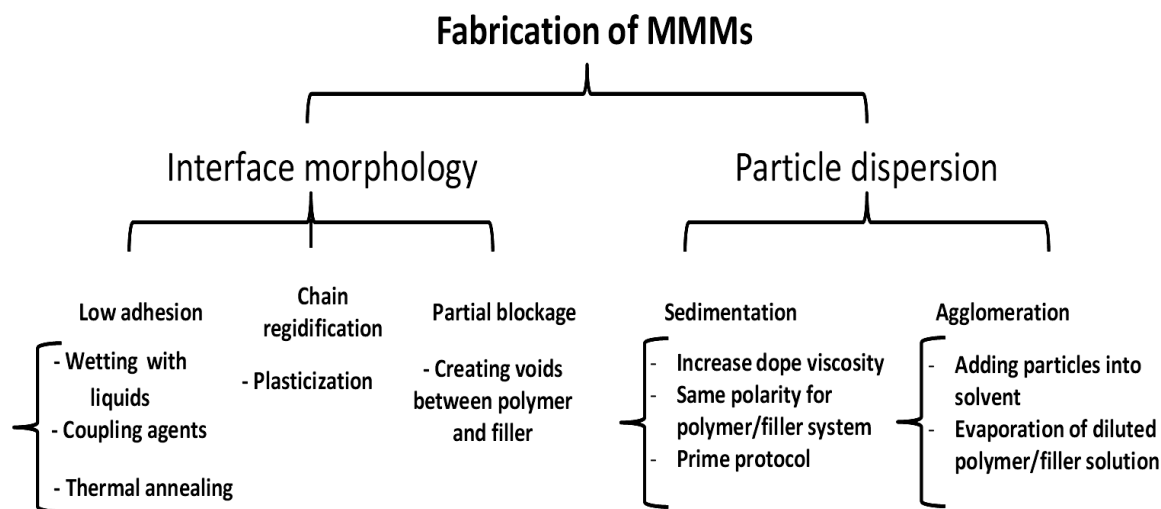 Fabrication of MMMs
Interface morphology
Particle dispersion
Low adhesion
- Wetting with
liquids
- Coupling agents
- Thermal annealing
Chain
regidification
- Plasticization
Partial blockage
- Creating voids
between polymer
and filler
Sedimentation
- Increase dope viscosity
- Same polarity for
polymer/filler system
- Prime protocol
Agglomeration
- Adding particles into
solvent
- Evaporation of diluted
polymer/filler solution